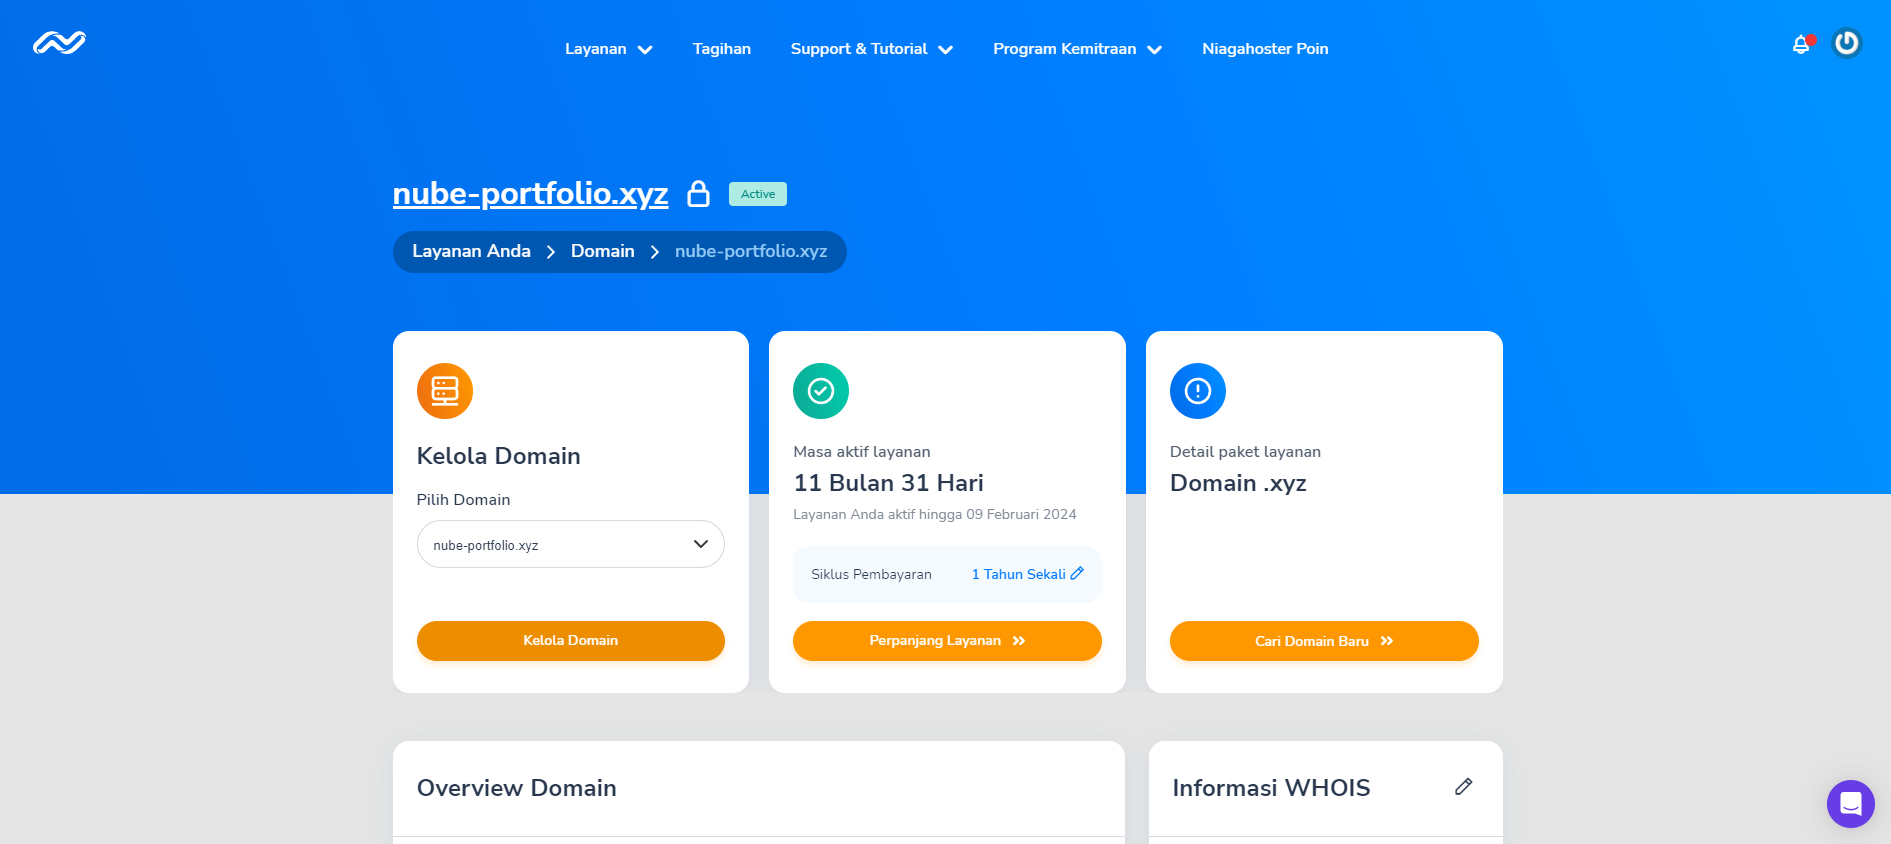 Layanan Tagihan Support & Tutorial Program Kemitraan Niagahoster Poin
nube-portfolio.xyz Active
Layanan Anda Domain nube-portfolio.xyz
Kelola Domain
Pilih Domain
nube-portfolio.xyz
Kelola Domain
Masa aktif layanan
11 Bulan 31 Hari
Layanan Anda aktif hingga 09 Februari 2024
Siklus Pembayaran 1 Tahun Sekali
Perpanjang Layanan
Detail paket layanan
Domain .xyz
Cari Domain Baru
Overview Domain
Informasi WHOIS